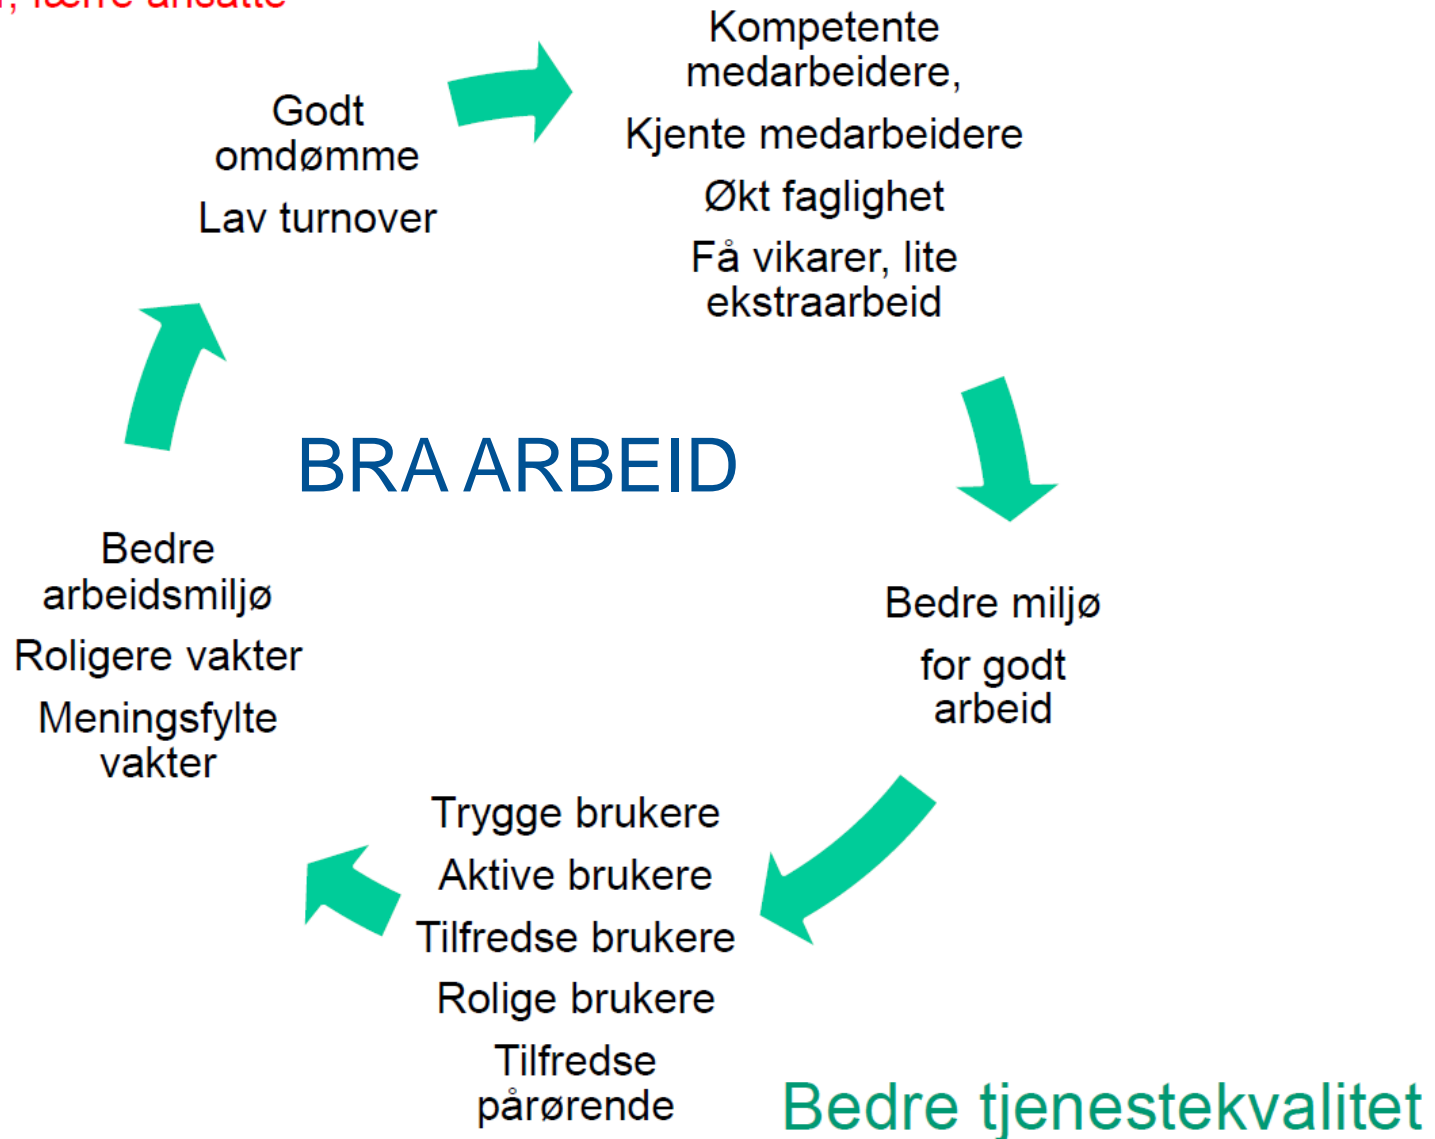 færre ansatte
Kompetente
medarbeidere,
Kjente medarbeidere
Økt faglighet
Få vikarer, lite
ekstraarbeid
Godt
omdømme
Lav turnover
BRA ARBEID
Bedre
arbeidsmiljø
Roligere vakter
Meningsfylte
vakter
Bedre miljø
for godt
arbeid
Trygge brukere
Aktive brukere
Tilfredse brukere
Rolige brukere
Tilfredse
pårørende
Bedre tjenestekvalitet